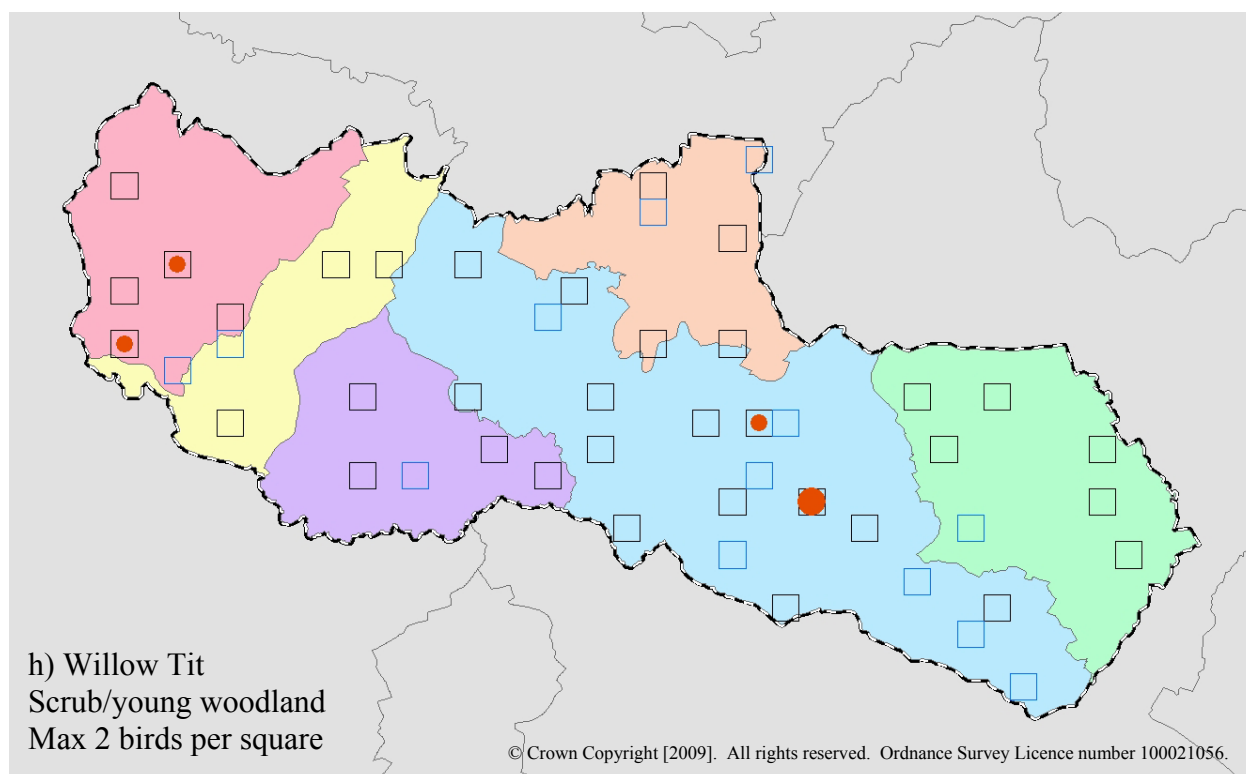 h) Willow Tit
Scrub/young woodland
Max 2 birds per square
© Crown Copyright [2009]. All rights reserved. Ordnance Survey Licence number 100021056.